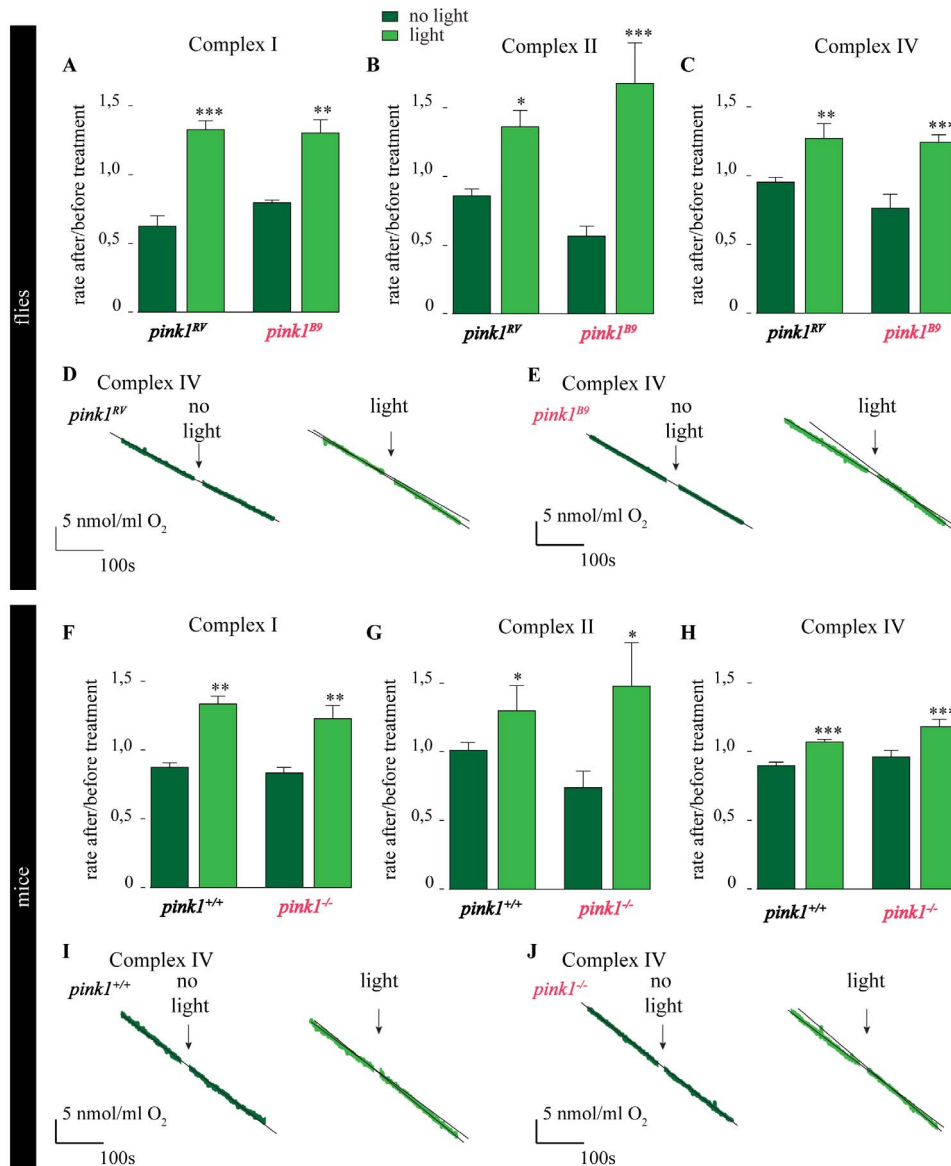 no light
light
flies
A
Complex I
rate after/before treatment
1,5
1,0
0,5
0
***
**
pink1RV
pink1B9
B
Complex II
rate after/before treatment
1,5
1,0
0,5
0
*
***
pink1RV
pink1B9
C
Complex IV
rate after/before treatment
1,5
1,0
0,5
0
**
***
pink1RV
pink1B9
D
Complex IV
pink1RV
no
light
light
5 nmol/ml O2
100s
E
Complex IV
pink1B9
no
light
light
5 nmol/ml O2
100s
mice
F
Complex I
rate after/before treatment
1,5
1,0
0,5
0
**
**
pink1+/+
pink1-/-
G
Complex II
rate after/before treatment
1,5
1,0
0,5
0
*
*
pink1+/+
pink1-/-
H
Complex IV
rate after/before treatment
1,5
1,0
0,5
0
***
***
pink1+/+
pink1-/-
I
Complex IV
pink1+/+
no
light
light
5 nmol/ml O2
100s
J
Complex IV
pink1-/-
no
light
light
5 nmol/ml O2
100s